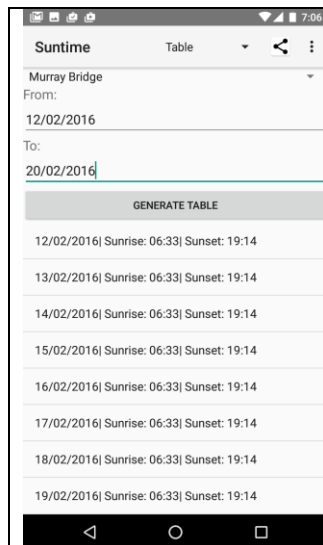 7:06
Suntime Table
Murray Bridge
From:
12/02/2016
To:
20/02/2016
GENERATE TABLE
12/02/2016| Sunrise: 06:33| Sunset: 19:14
13/02/2016| Sunrise: 06:33| Sunset: 19:14
14/02/2016| Sunrise: 06:33| Sunset: 19:14
15/02/2016| Sunrise: 06:33| Sunset: 19:14
16/02/2016| Sunrise: 06:33| Sunset: 19:14
17/02/2016| Sunrise: 06:33| Sunset: 19:14
18/02/2016| Sunrise: 06:33| Sunset: 19:14
19/02/2016| Sunrise: 06:33| Sunset: 19:14